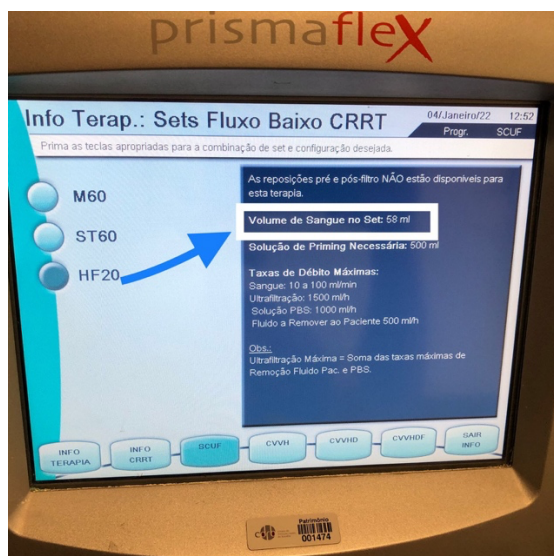 prismaflex
Info Terap.: Sets Fluxo Baixo CRRT
04/Janeiro/22 12:52
Progr. SCUF
Prima as teclas apropriadas para a combinação de set e configuração desejada.
M60
ST60
HF20
As reposições pré e pós-filtro NÃO estão disponiveis para
esta terapia.
Volume de Sangue no Set: 58 ml
Solução de Priming Necessária: 500 ml
Taxas de Débito Máximas:
Sangue: 10 a 100 ml/min
Ultrafiltração: 1500 ml/h
Solução PBS: 1000 ml/h
Fluido a Remover ao Paciente 500 ml/h
Obs.:
Ultrafiltração Máxima = Soma das taxas máximas de
Remoção Fluido Pac. e PBS.
INFO
TERAPIA
INFO
CRRT
SCUF
CVVH
CVVHD
CVVHDF
SAIR
INFO
Património
001474